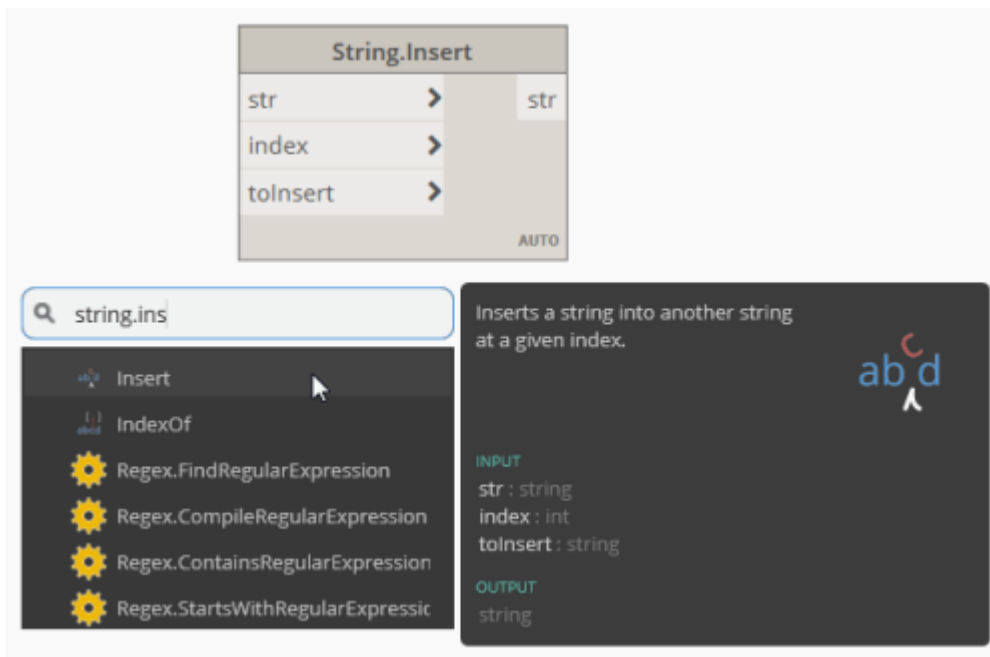 String.Insert
str
str
index
toInsert
AUTO
string.ins
Insert
IndexOf
Regex.FindRegularExpression
Regex.CompileRegularExpression
Regex.ContainsRegularExpression
Regex.StartsWithRegularExpressic
Inserts a string into another string
at a given index.
ab c d
INPUT
str : string
index : int
toInsert : string
OUTPUT
string